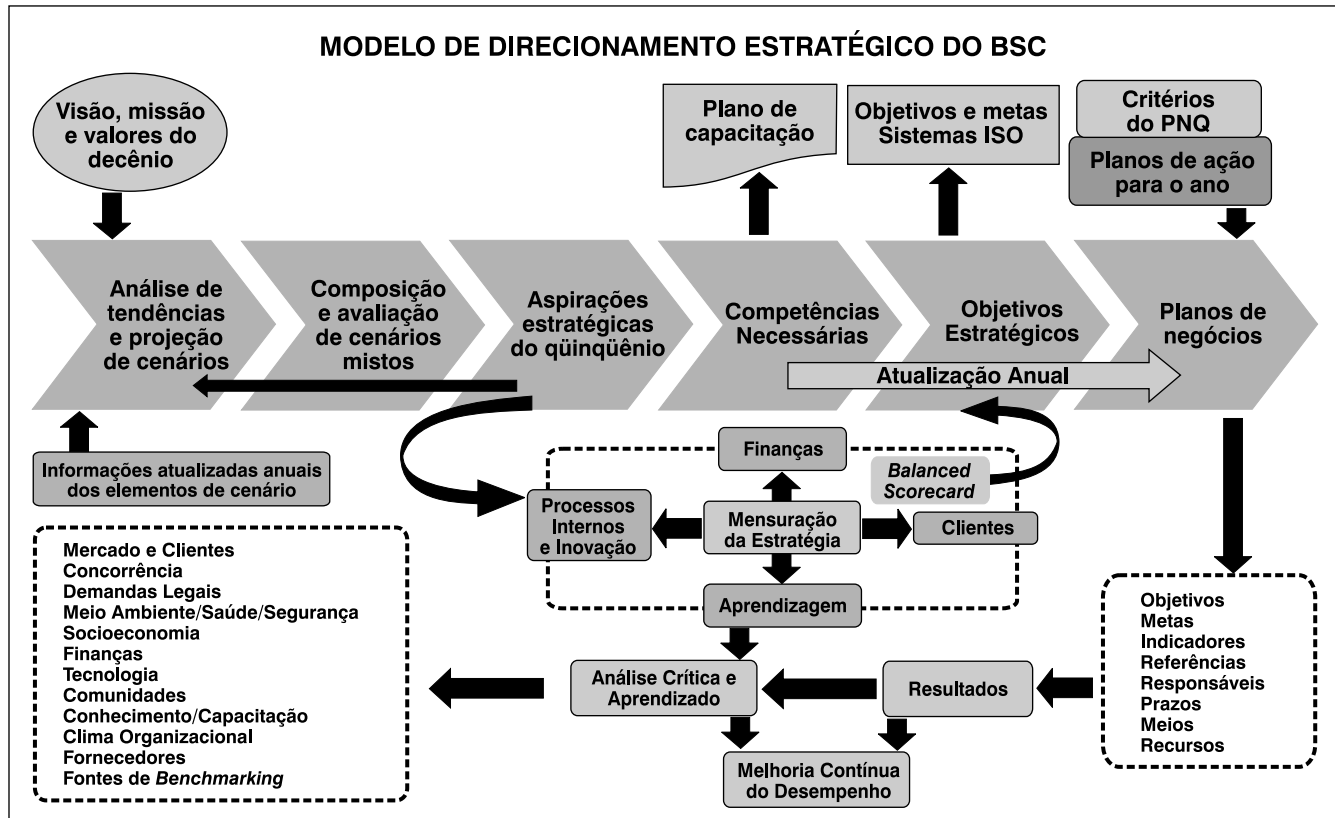 MODELO DE DIRECIONAMENTO ESTRATÉGICO DO BSC
Visão, missão
e valores do
decênio
Plano de
capacitação
Objetivos e metas
Sistemas ISO
Critérios
do PNQ
Planos de ação
para o ano
Análise de
tendências
e projeção
de cenários
Composição
e avaliação
de cenários
mistos
Aspirações
estratégicas
do qüinqüênio
Competências
Necessárias
Objetivos
Estratégicos
Planos de
negócios
Atualização Anual
Informações atualizadas anuais
dos elementos de cenário
Finanças
Balanced
Scorecard
Processos
Internos
e Inovação
Mensuração
da Estratégia
Clientes
Aprendizagem
Mercado e Clientes
Concorrência
Demandas Legais
Meio Ambiente/Saúde/Segurança
Socioeconomia
Finanças
Tecnologia
Comunidades
Conhecimento/Capacitação
Clima Organizacional
Fornecedores
Fontes de Benchmarking
Análise Crítica e
Aprendizado
Resultados
Objetivos
Metas
Indicadores
Referências
Responsáveis
Prazos
Meios
Recursos
Melhoria Contínua
do Desempenho